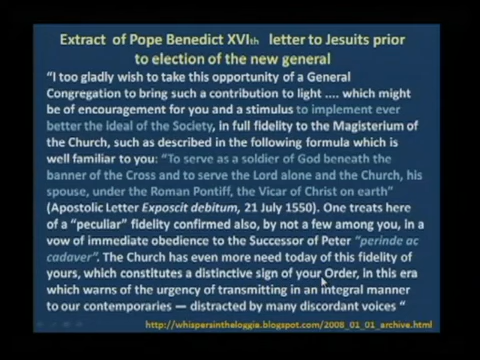 Extract of Pope Benedict XVIth letter to Jesuits prior
to election of the new general
“I too gladly wish to take this opportunity of a General
Congregation to bring such a contribution to light .... which might
be of encouragement for you and a stimulus to implement ever
better the ideal of the Society, in full fidelity to the Magisterium of
the Church, such as described in the following formula which is
well familiar to you: “To serve as a soldier of God beneath the
banner of the Cross and to serve the Lord alone and the Church, his
spouse, under the Roman Pontiff, the Vicar of Christ on earth”
(Apostolic Letter Exposcit debitum, 21 July 1550). One treats here
of a “peculiar” fidelity confirmed also, by not a few among you, in a
vow of immediate obedience to the Successor of Peter “perinde ac
cadaver”. The Church has even more need today of this fidelity of
yours, which constitutes a distinctive sign of your Order, in this era
which warns of the urgency of transmitting in an integral manner
to our contemporaries — distracted by many discordant voices “
http://whispersintheloggia.blogspot.com/2008_01_01_archive.html